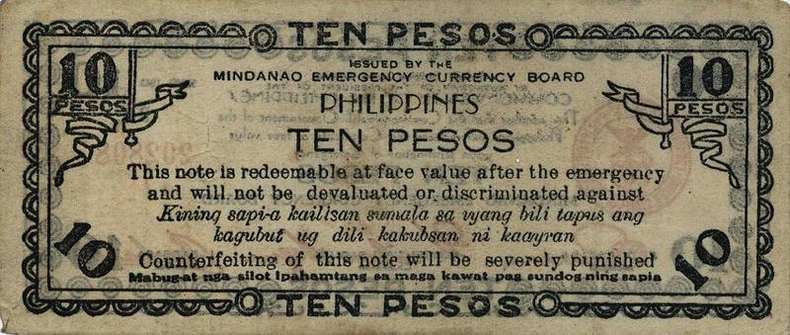 TEN PESOS
10 PESOS
10 PESOS
ISSUED BY THE
MINDANAO EMERGENCY CURRENCY BOARD
PHILIPPINES
TEN PESOS
This note is redeemable at face value after the emergency
and will not be devaluated or discriminated against
Kining sapi-a kailisan sumala sa iyang bili tapus ang
kagubut ug dili kakubsan ni kaayran
10
10
Counterfeiting of this note will be severely punished
Mabug-at nga silot ipahamtang sa maga kawat pag sundog ning sapia
TEN PESOS